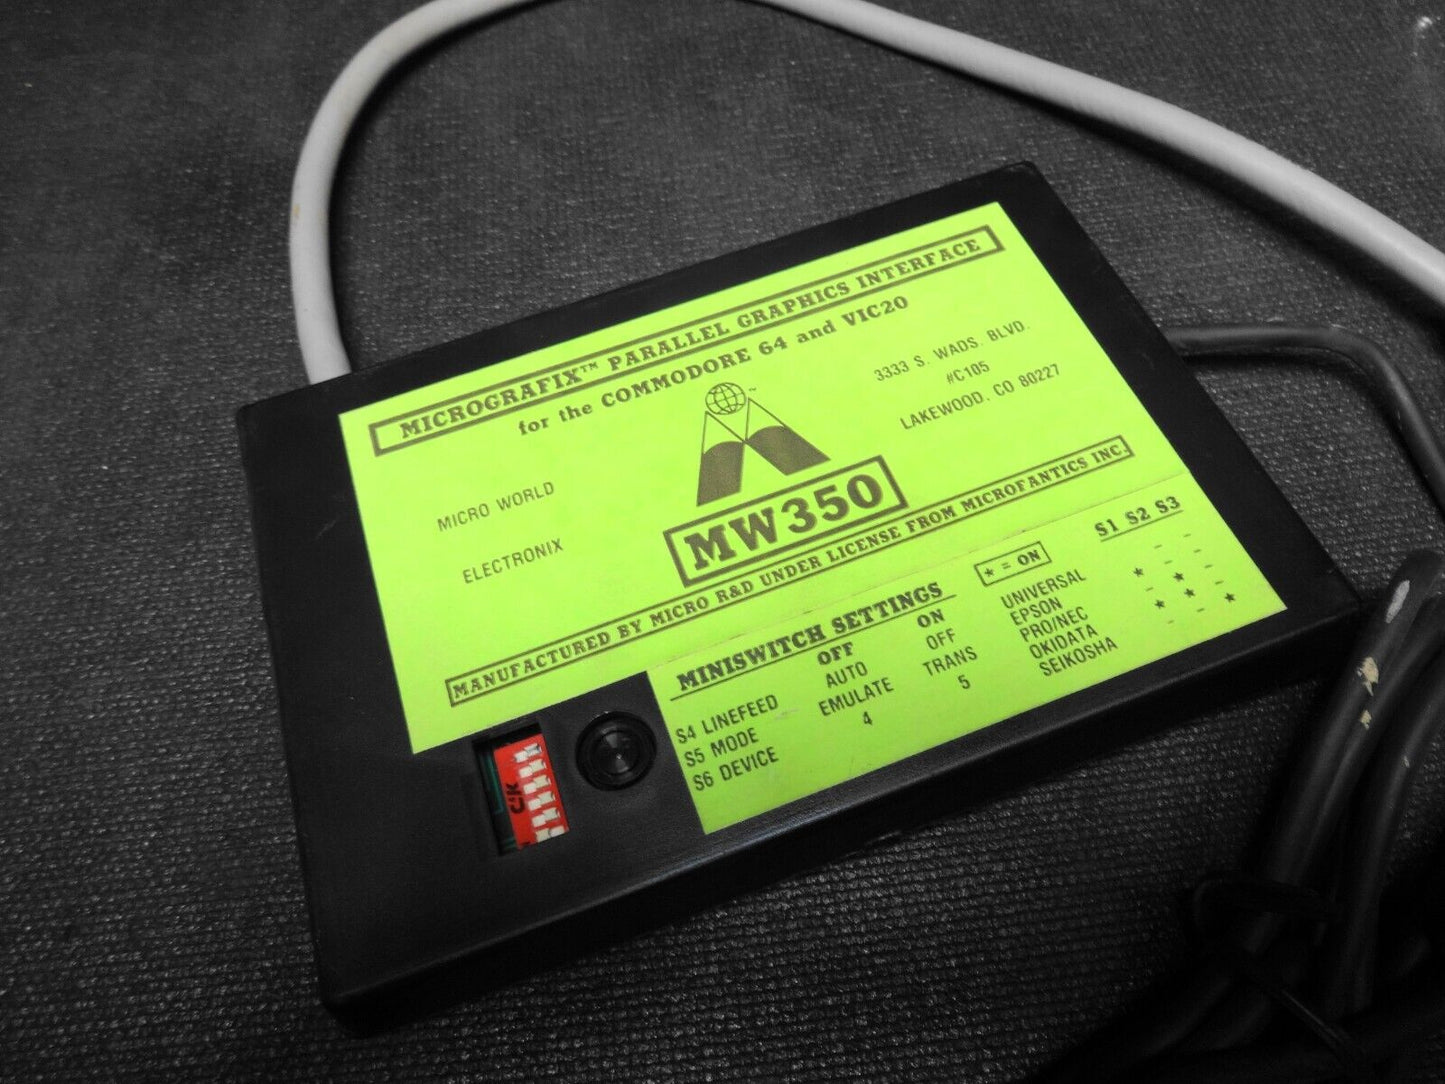 MICROGRAFIX™ PARALLEL GRAPHICS INTERFACE
for the COMMODORE 64 and VIC20
MICRO WORLD
ELECTRONIX
™
3333 S. WADS. BLVD.
#C105
LAKEWOOD, CO 80227
MW350
MANUFACTURED BY MICRO R&D UNDER LICENSE FROM MICROFANTICS INC.
MINISWITCH SETTINGS
OFF ON
S4 LINEFEED AUTO OFF
S5 MODE EMULATE TRANS
S6 DEVICE 4 5
* = ON S1 S2 S3
UNIVERSAL - - -
EPSON * - -
PRO/NEC - * -
OKIDATA * * -
SEIKOSHA - - *
C&K